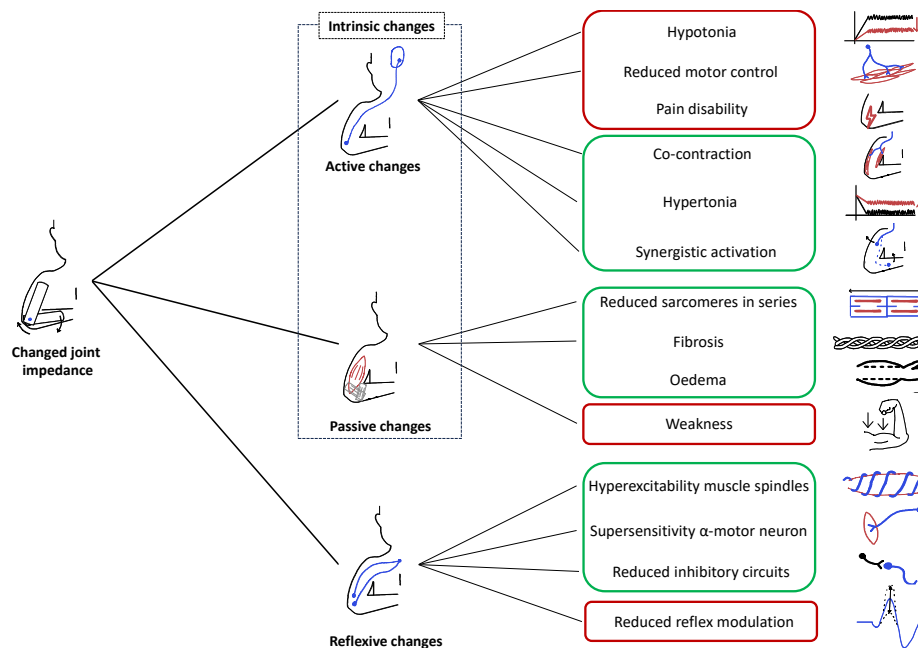 Intrinsic changes
Hypotonia
Reduced motor control
Pain disability
Active changes
Co-contraction
Hypertonia
Synergistic activation
Changed joint
impedance
Reduced sarcomeres in series
Fibrosis
Oedema
Passive changes
Weakness
Hyperexcitability muscle spindles
Supersensitivity α-motor neuron
Reduced inhibitory circuits
Reflexive changes
Reduced reflex modulation